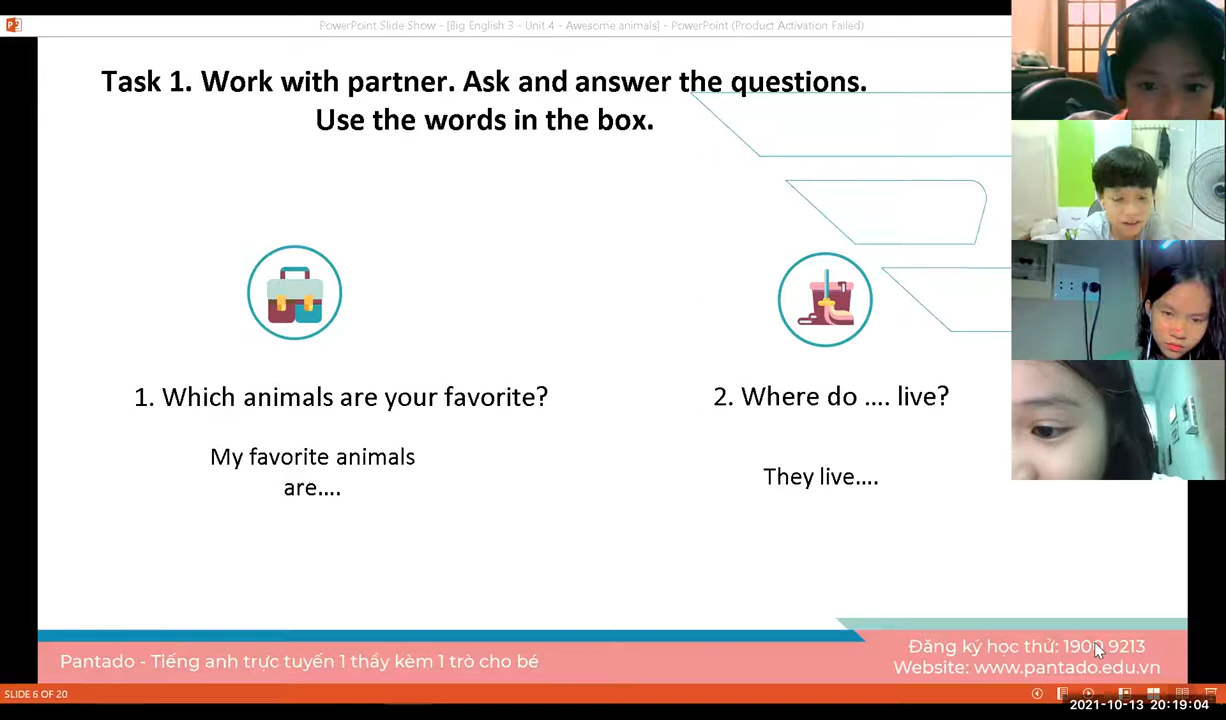 PowerPoint Slide Show - [Big English 3 - Unit 4 - Awesome animals] - PowerPoint (Product Activation Failed)
Task 1. Work with partner. Ask and answer the questions.
Use the words in the box.
1. Which animals are your favorite?
2. Where do .... live?
My favorite animals
are....
They live....
Pantado - Tiếng anh trực tuyến 1 thầy kèm 1 trò cho bé
Đăng ký học thử: 1900 9213
Website: www.pantado.edu.vn
SLIDE 6 OF 20
2021-10-13 20:19:04